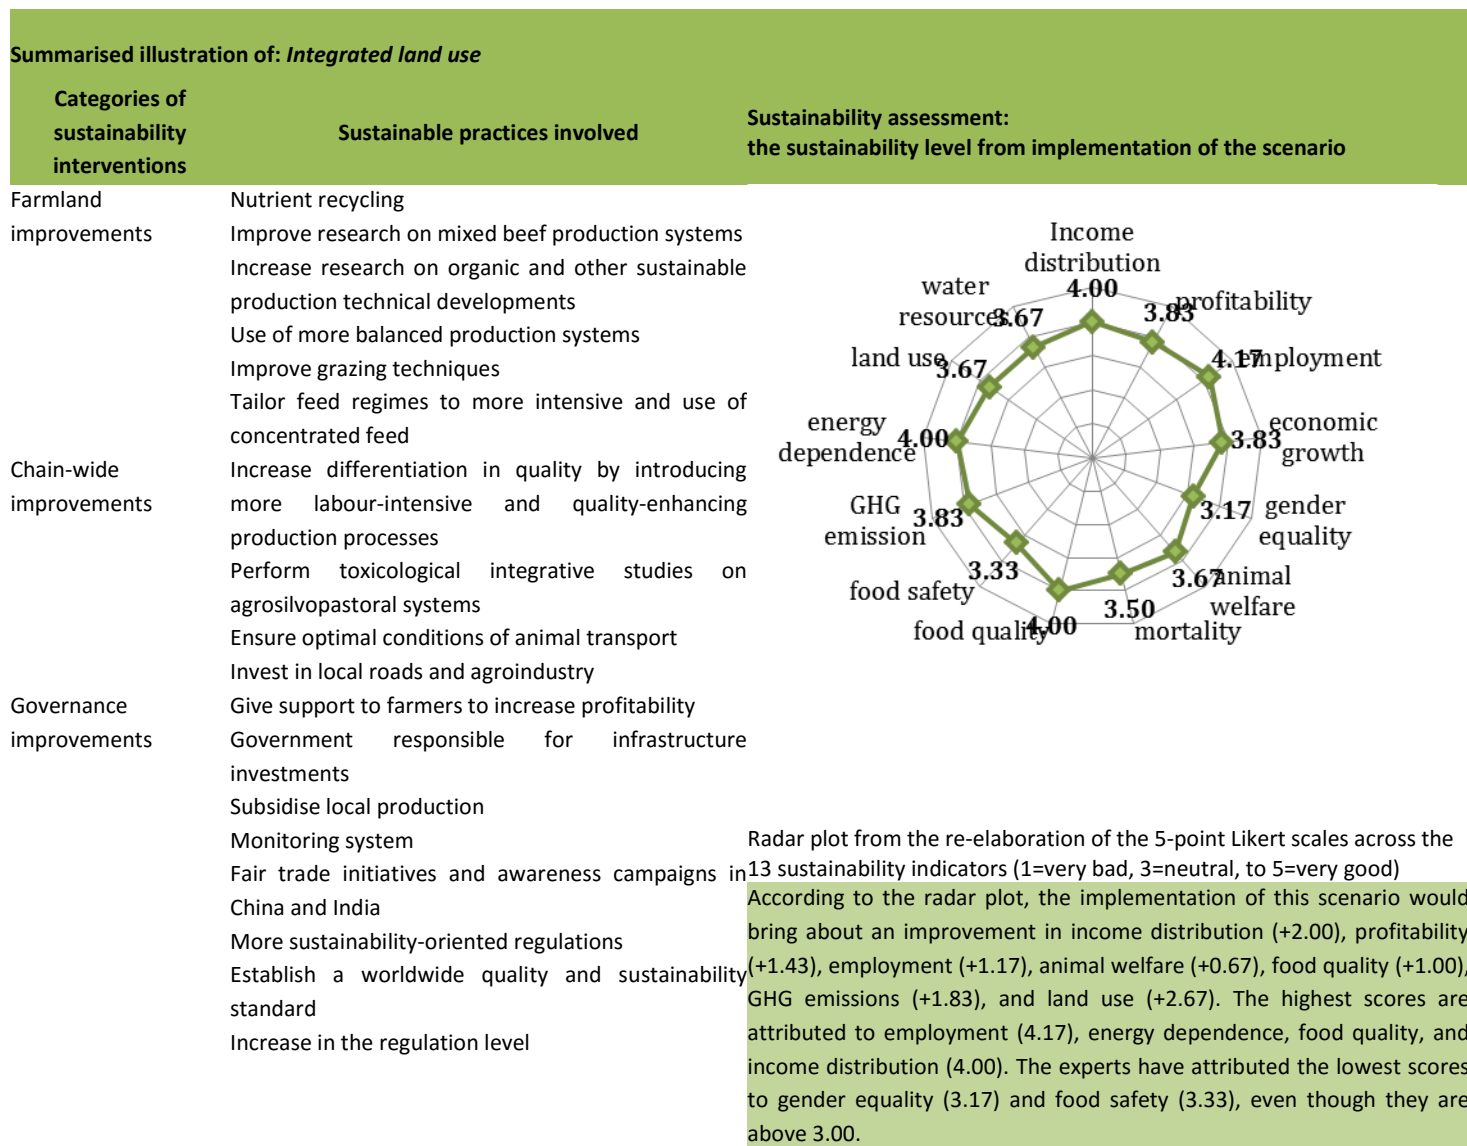 Summarised illustration of: Integrated land use
Categories of
sustainability
interventions
Sustainable practices involved
Sustainability assessment:
the sustainability level from implementation of the scenario
Farmland
improvements
Nutrient recycling
Improve research on mixed beef production systems
Increase research on organic and other sustainable
production technical developments
Use of more balanced production systems
Improve grazing techniques
Tailor feed regimes to more intensive and use of
concentrated feed
Chain-wide
improvements
Increase differentiation in quality by introducing
more labour-intensive and quality-enhancing
production processes
Perform toxicological integrative studies on
agrosilvopastoral systems
Ensure optimal conditions of animal transport
Invest in local roads and agroindustry
Governance
improvements
Give support to farmers to increase profitability
Government responsible for infrastructure
investments
Subsidise local production
Monitoring system
Fair trade initiatives and awareness campaigns in
China and India
More sustainability-oriented regulations
Establish a worldwide quality and sustainability
standard
Increase in the regulation level
Income
distribution
4.00
profitability
3.83
employment
4.17
economic
growth
3.83
gender
equality
3.17
animal
welfare
3.67
mortality
3.50
food quality
4.00
food safety
3.33
GHG
emission
3.83
energy
dependence
4.00
land use
3.67
water
resources
3.67
Radar plot from the re-elaboration of the 5-point Likert scales across the
13 sustainability indicators (1=very bad, 3=neutral, to 5=very good)
According to the radar plot, the implementation of this scenario would
bring about an improvement in income distribution (+2.00), profitability
(+1.43), employment (+1.17), animal welfare (+0.67), food quality (+1.00),
GHG emissions (+1.83), and land use (+2.67). The highest scores are
attributed to employment (4.17), energy dependence, food quality, and
income distribution (4.00). The experts have attributed the lowest scores
to gender equality (3.17) and food safety (3.33), even though they are
above 3.00.